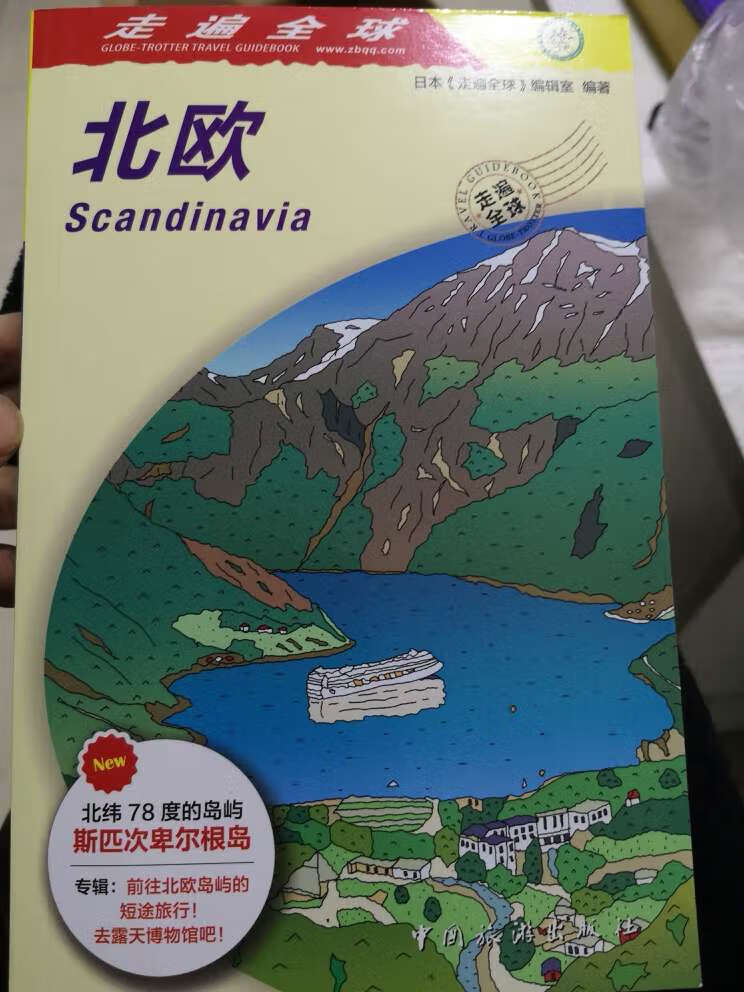 走遍全球
GLOBE-TROTTER TRAVEL GUIDEBOOK www.zbqq.com
日本《走遍全球》编辑室 编著
北欧
Scandinavia
TRAVEL GUIDEBOOK
走遍
全球
New
北纬 78 度的岛屿
斯匹次卑尔根岛
专辑：前往北欧岛屿的
短途旅行！
去露天博物馆吧！
中国旅游出版社